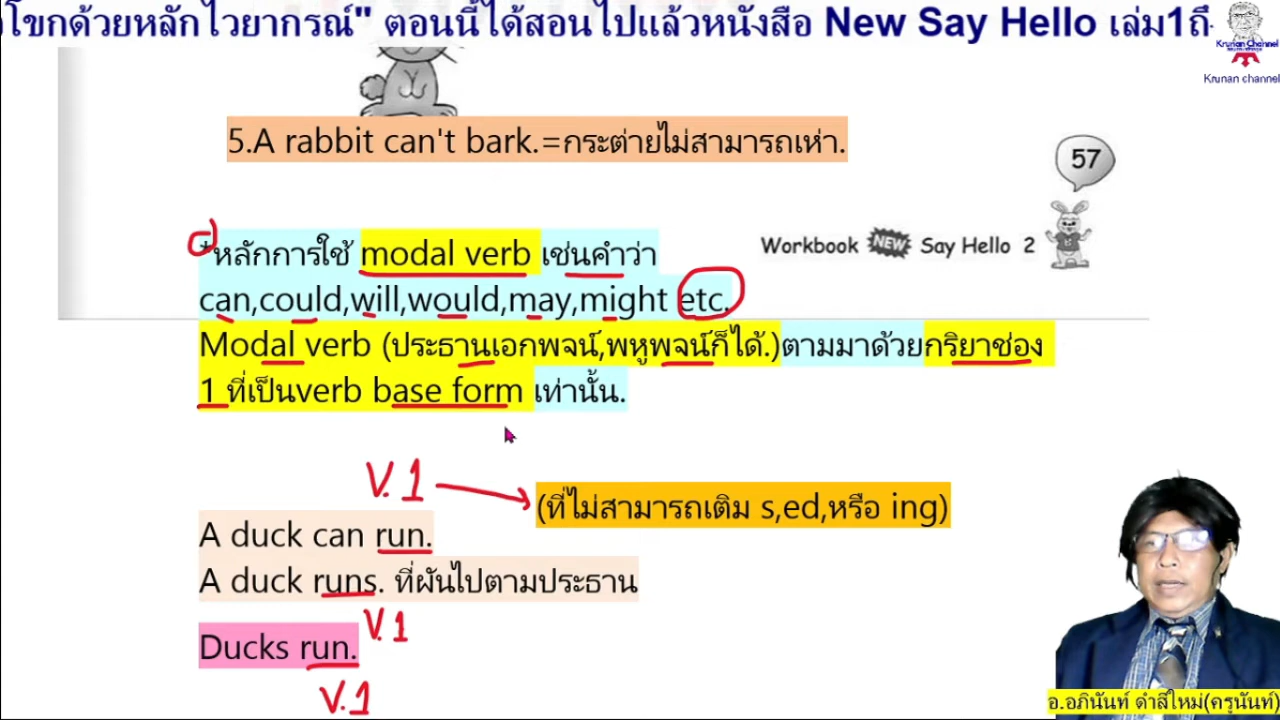 โขกด้วยหลักไวยากรณ์" ตอนนี้ได้สอนไปแล้วหนังสือ New Say Hello เล่ม1ถึ
Krunan Channel
Krunan channel
5.A rabbit can't bark.=กระต่ายไม่สามารถเห่า.
57
Workbook NEW Say Hello 2
*หลักการใช้ modal verb เช่นคำว่า
can,could,will,would,may,might etc.
Modal verb (ประธานเอกพจน์,พหูพจน์ก็ได้.)ตามมาด้วยกริยาช่อง
1 ที่เป็นverb base form เท่านั้น.
V.1
(ที่ไม่สามารถเติม s,ed,หรือ ing)
A duck can run.
A duck runs. ที่ผันไปตามประธาน
V.1
Ducks run.
V.1
อ.อภินันท์ ดำสีใหม่(ครูนันท์)